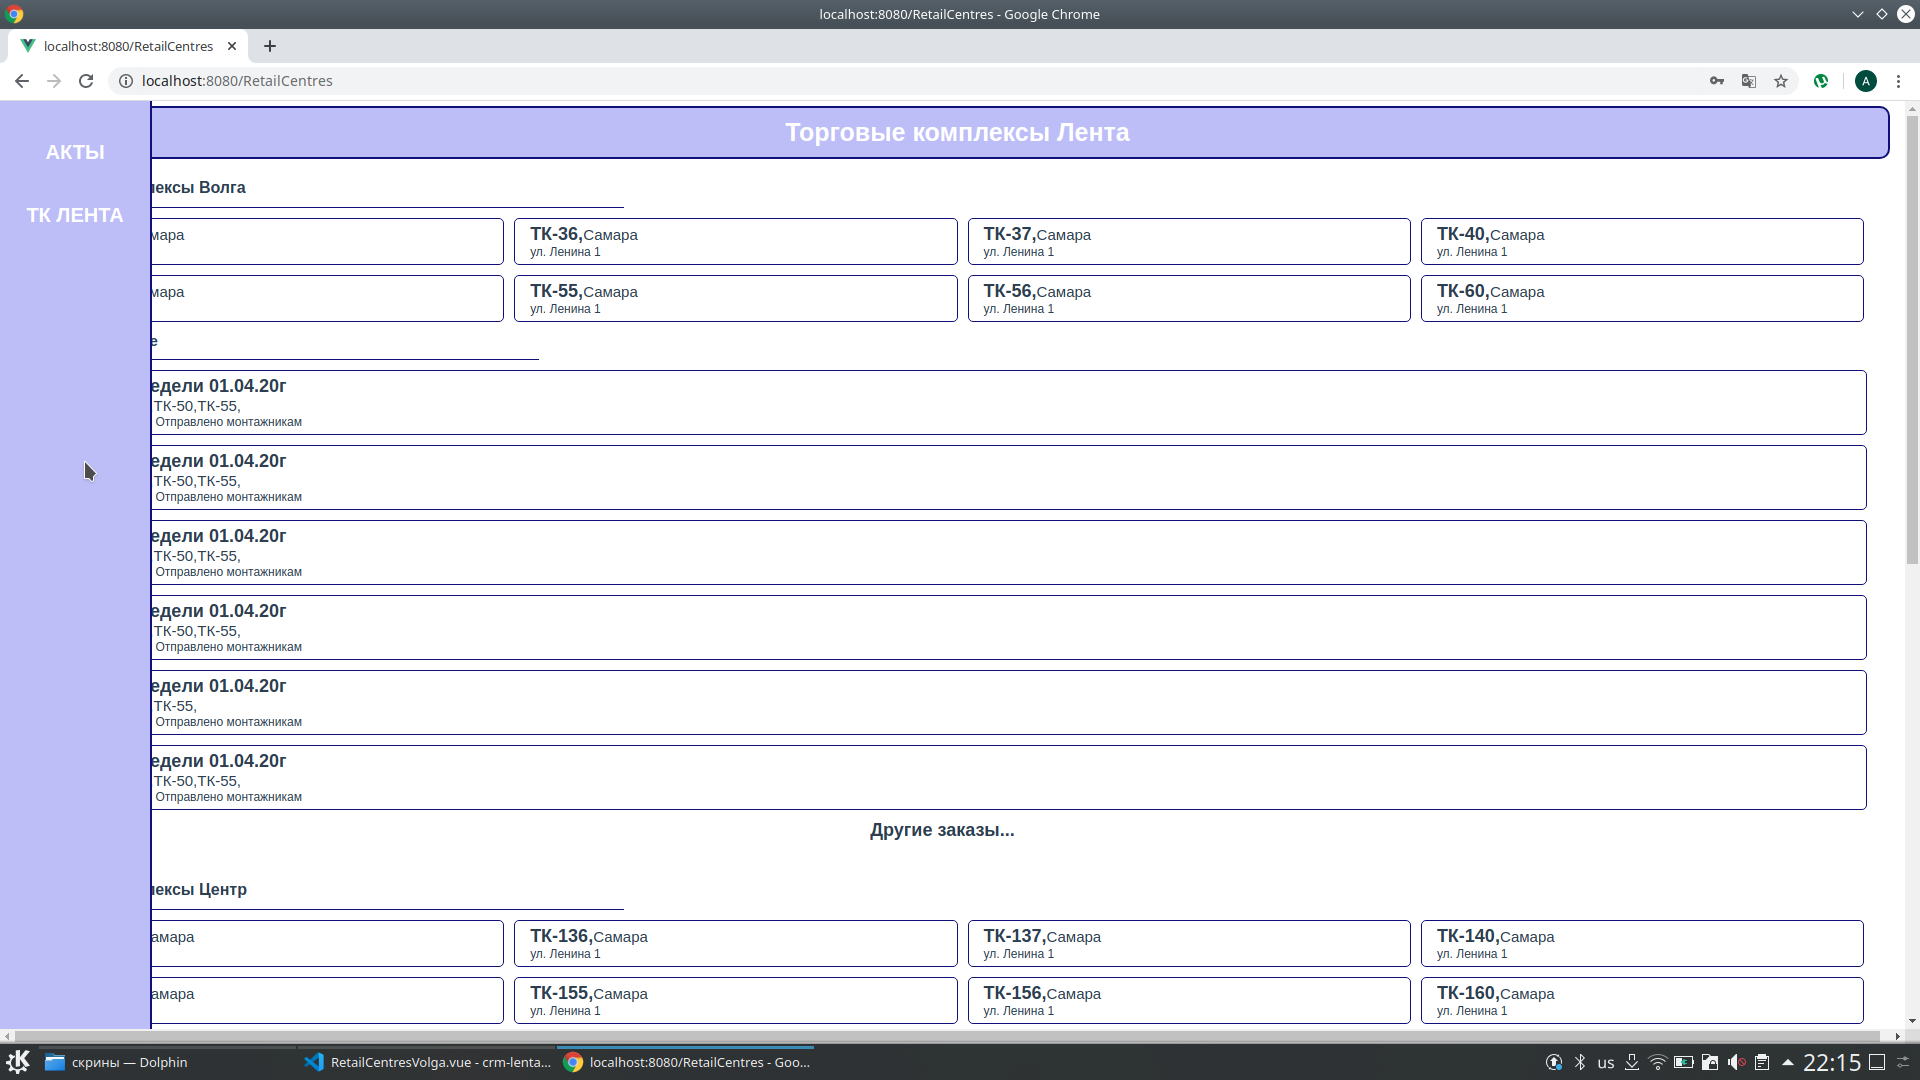 localhost:8080/RetailCentres - Google Chrome
localhost:8080/RetailCentres
localhost:8080/RetailCentres
A
АКТЫ
ТК ЛЕНТА
Торговые комплексы Лента
лексы Волга
мара
ТК-36,Самара
ул. Ленина 1
ТК-37,Самара
ул. Ленина 1
ТК-40,Самара
ул. Ленина 1
мара
ТК-55,Самара
ул. Ленина 1
ТК-56,Самара
ул. Ленина 1
ТК-60,Самара
ул. Ленина 1
е
едели 01.04.20г
ТК-50,ТК-55,
Отправлено монтажникам
едели 01.04.20г
ТК-50,ТК-55,
Отправлено монтажникам
едели 01.04.20г
ТК-50,ТК-55,
Отправлено монтажникам
едели 01.04.20г
ТК-50,ТК-55,
Отправлено монтажникам
едели 01.04.20г
ТК-55,
Отправлено монтажникам
едели 01.04.20г
ТК-50,ТК-55,
Отправлено монтажникам
Другие заказы...
лексы Центр
амара
ТК-136,Самара
ул. Ленина 1
ТК-137,Самара
ул. Ленина 1
ТК-140,Самара
ул. Ленина 1
амара
ТК-155,Самара
ул. Ленина 1
ТК-156,Самара
ул. Ленина 1
ТК-160,Самара
ул. Ленина 1
скрины — Dolphin
RetailCentresVolga.vue - crm-lenta...
localhost:8080/RetailCentres - Goo...
us
22:15